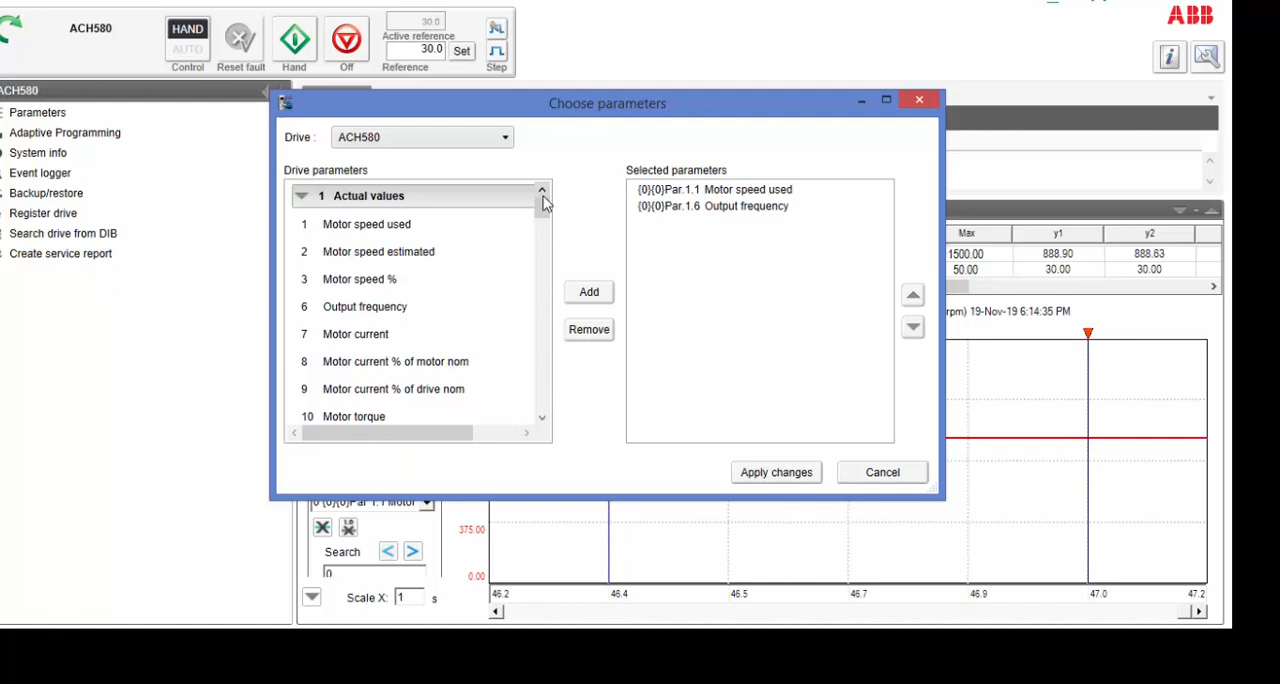 ABB
ACH580
HAND
AUTO
Control
Reset fault
Hand
Off
30.0
Active reference
30.0
Set
Reference
Step
ACH580
Parameters
Adaptive Programming
System info
Event logger
Backup/restore
Register drive
Search drive from DIB
Create service report
Choose parameters
Drive :
ACH580
Drive parameters
1 Actual values
1 Motor speed used
2 Motor speed estimated
3 Motor speed %
6 Output frequency
7 Motor current
8 Motor current % of motor nom
9 Motor current % of drive nom
10 Motor torque
Add
Remove
Selected parameters
{0}{0}Par.1.1 Motor speed used
{0}{0}Par.1.6 Output frequency
Apply changes
Cancel
Max y1 y2
1500.00 888.90 888.63
50.00 30.00 30.00
rpm) 19-Nov-19 6:14:35 PM
375.00
0.00
46.2 46.4 46.5 46.7 46.9 47.0 47.2
Search
0
Scale X: 1 s